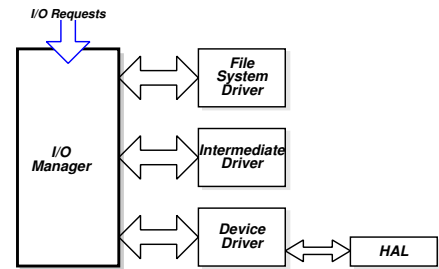 I/O Requests
File
System
Driver
I/O
Manager
Intermediate
Driver
Device
Driver
HAL